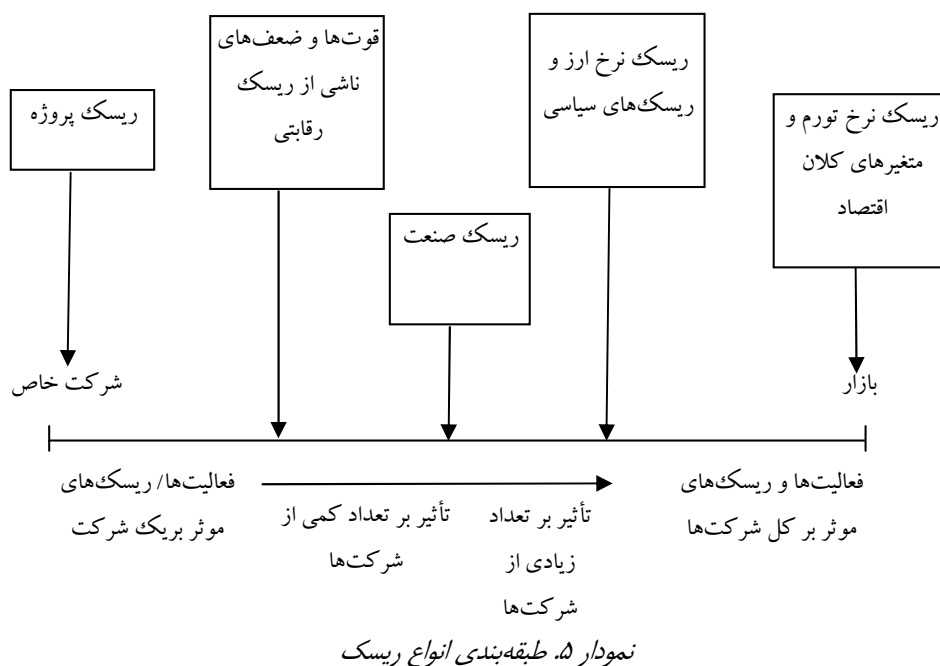 ریسک پروژه
قوت‌ها و ضعف‌های
ناشی از ریسک
رقابتی
ریسک صنعت
ریسک نرخ ارز و
ریسک‌های سیاسی
ریسک نرخ تورم و
متغیرهای کلان
اقتصاد
شرکت خاص
بازار
فعالیت‌ها/ ریسک‌های
موثر بریک شرکت
تأثیر بر تعداد کمی از
شرکت‌ها
تأثیر بر تعداد
زیادی از
شرکت‌ها
فعالیت‌ها و ریسک‌های
موثر بر کل شرکت‌ها
نمودار ۵. طبقه‌بندی انواع ریسک